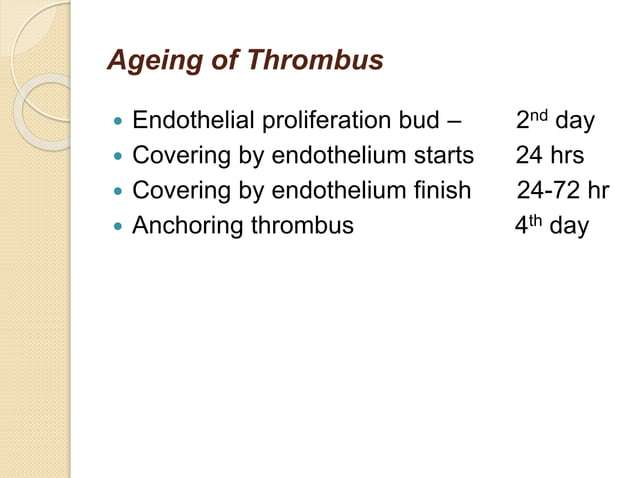 Ageing of Thrombus
• Endothelial proliferation bud – 2nd day
• Covering by endothelium starts 24 hrs
• Covering by endothelium finish 24-72 hr
• Anchoring thrombus 4th day